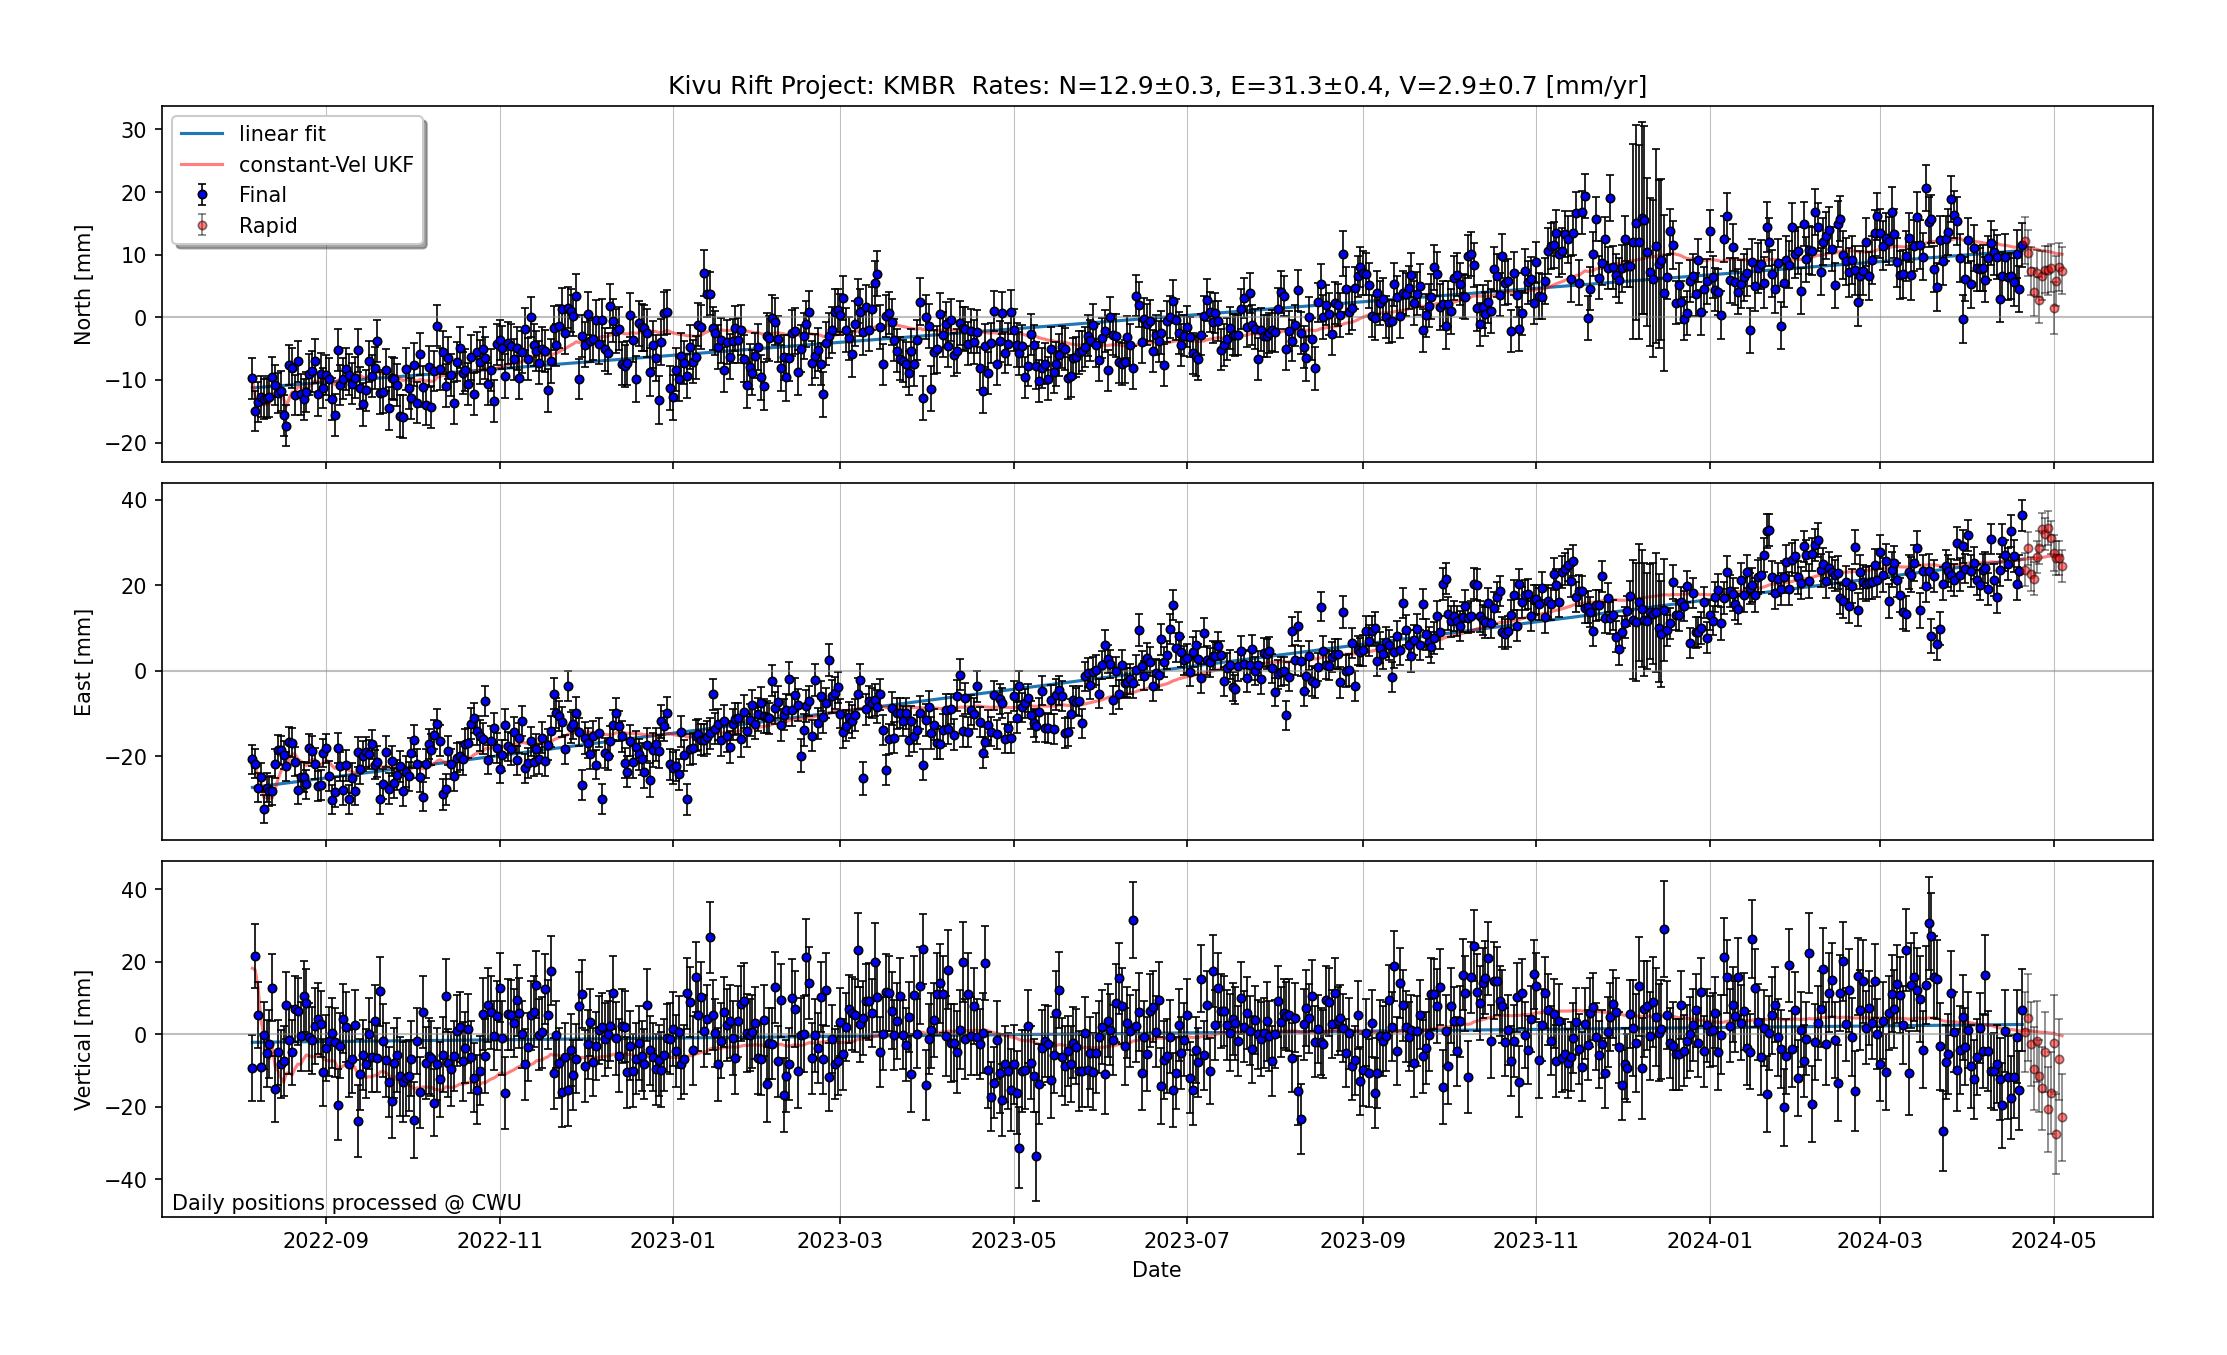 Kivu Rift Project: KMBR  Rates: N=12.9±0.3, E=31.3±0.4, V=2.9±0.7 [mm/yr]
linear fit
constant-Vel UKF
Final
Rapid
North [mm]
30
20
10
0
−10
−20
East [mm]
40
20
0
−20
Vertical [mm]
40
20
0
−20
−40
Daily positions processed @ CWU
2022-09 2022-11 2023-01 2023-03 2023-05 2023-07 2023-09 2023-11 2024-01 2024-03 2024-05
Date